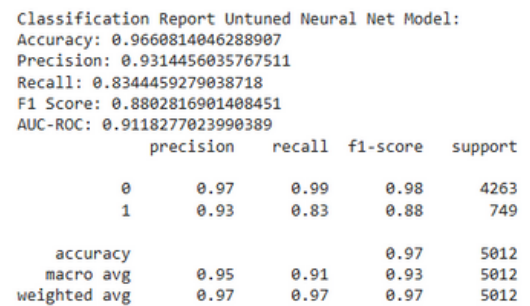 Classification Report Untuned Neural Net Model:
Accuracy: 0.9660814046288907
Precision: 0.9314456035767511
Recall: 0.8344459279038718
F1 Score: 0.8802816901408451
AUC-ROC: 0.9118277023990389
precision recall f1-score support
0 0.97 0.99 0.98 4263
1 0.93 0.83 0.88 749
accuracy 0.97 5012
macro avg 0.95 0.91 0.93 5012
weighted avg 0.97 0.97 0.97 5012